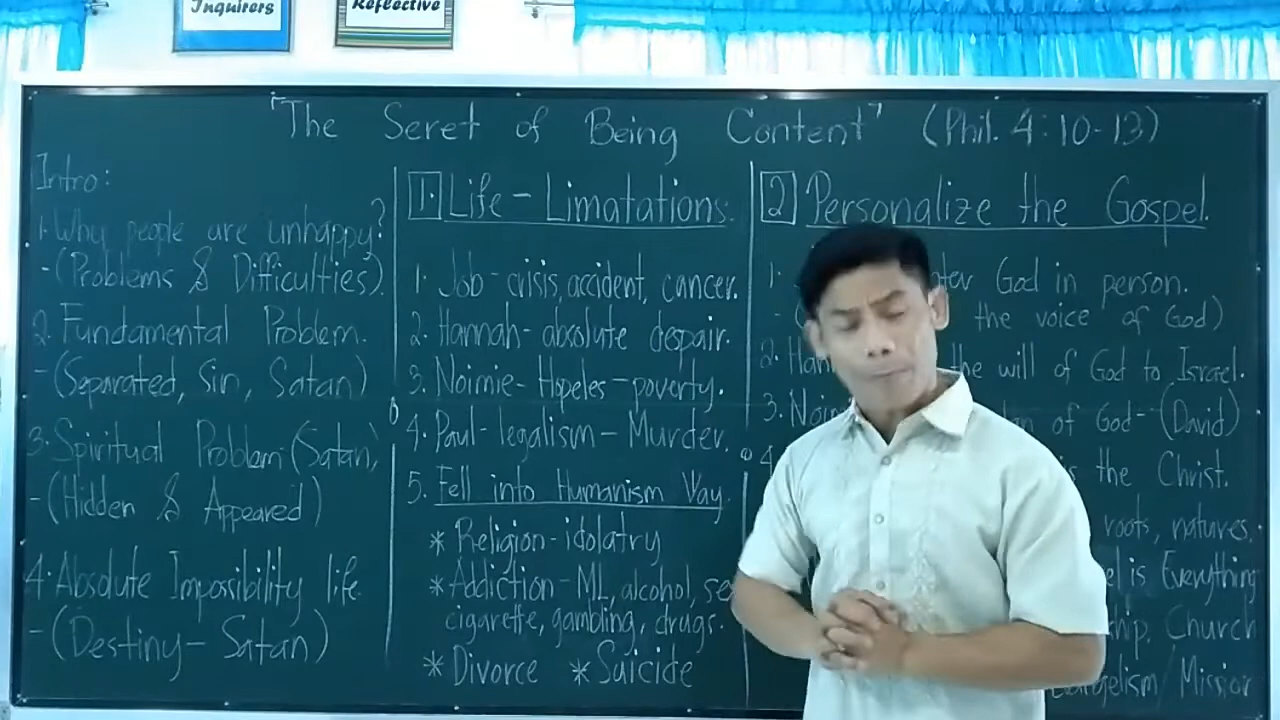 Inquirers
Reflective
"The Seret of Being Content" (Phil. 4:10-13)
Intro:
1. Why people are unhappy?
-(Problems & Difficulties).
2. Fundamental Problem.
-(Separated, Sin, Satan)
3. Spiritual Problem (Satan)
-(Hidden & Appeared)
4. Absolute Impossibility life.
-(Destiny- Satan)
1. Life - Limatations.
1. Job - crisis, accident, cancer.
2. Hannah- absolute despair.
3. Noimie- Hopeles - poverty.
4. Paul- legalism - Murder.
5. Fell into Humanism Way.
* Religion- idolatry
* Addiction - ML, alcohol,
cigarette, gambling, drugs.
* Divorce * Suicide
2 Personalize the Gospel.
1. God in person.
the voice of God)
2. the will of God to Israel.
3. of God- (David)
4 the Christ.
roots, natures,
is Everything
Church
Mission